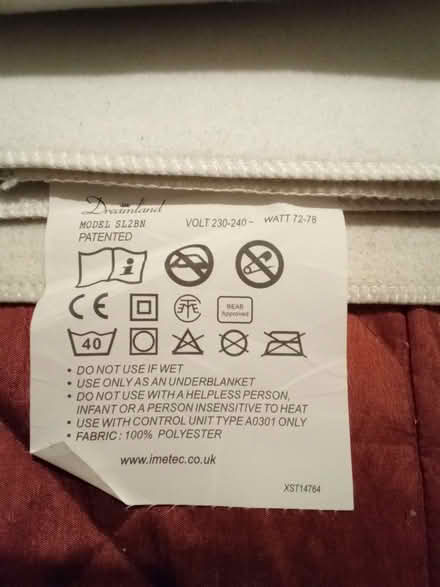 Dreamland
MODEL SL2BN VOLT 230-240~ WATT 72-78
PATENTED
CE BEAB Approved
40
• DO NOT USE IF WET
• USE ONLY AS AN UNDERBLANKET
• DO NOT USE WITH A HELPLESS PERSON,
INFANT OR A PERSON INSENSITIVE TO HEAT
• USE WITH CONTROL UNIT TYPE A0301 ONLY
• FABRIC: 100% POLYESTER
www.imetec.co.uk
XST14764